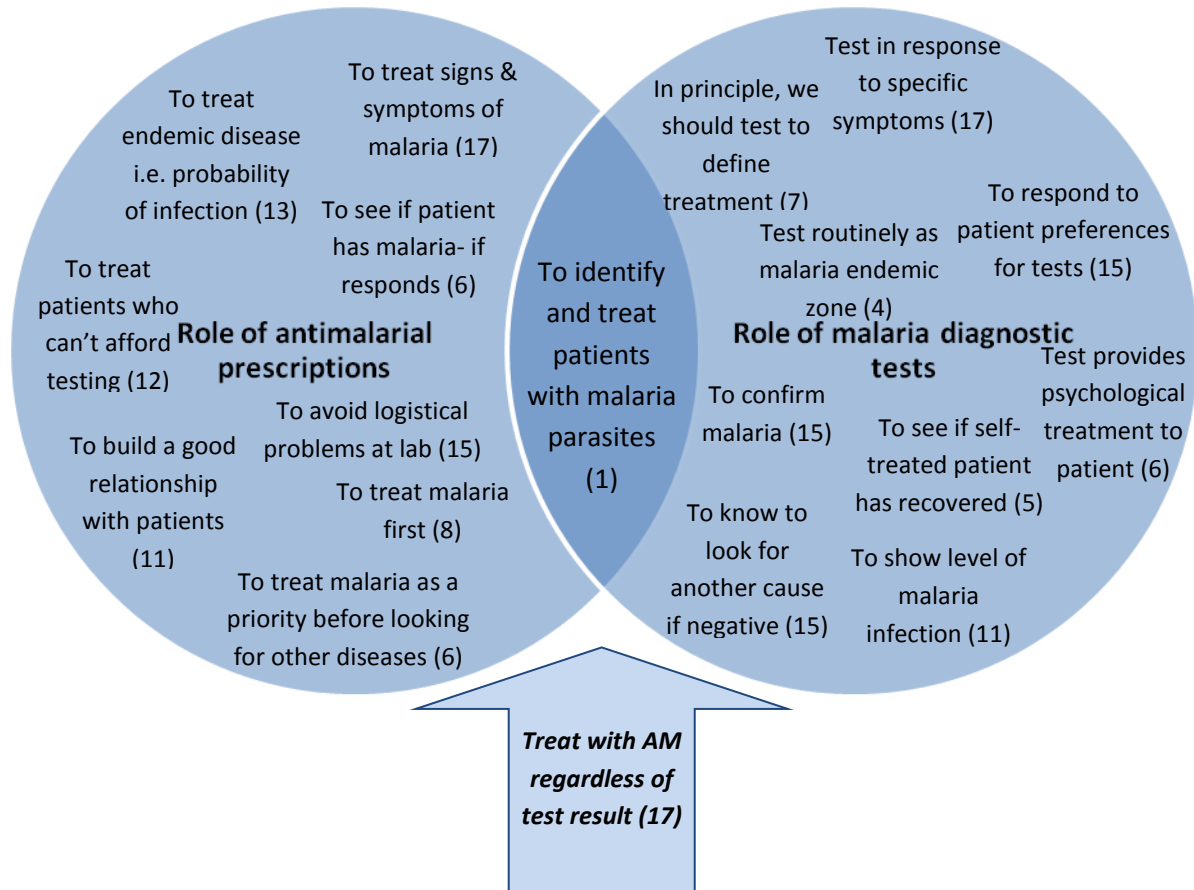 To treat
endemic disease
i.e. probability
of infection (13)
To treat signs &
symptoms of
malaria (17)
To see if patient
has malaria- if
responds (6)
To treat
patients who
can't afford
testing (12)
Role of antimalarial
prescriptions
To avoid logistical
problems at lab (15)
To build a good
relationship
with patients
(11)
To treat malaria
first (8)
To treat malaria as a
priority before looking
for other diseases (6)
To identify
and treat
patients
with malaria
parasites
(1)
In principle, we
should test to
define
treatment (7)
Test in response
to specific
symptoms (17)
To respond to
patient preferences
for tests (15)
Test routinely as
malaria endemic
zone (4)
Role of malaria diagnostic
tests
Test provides
psychological
treatment to
patient (6)
To confirm
malaria (15)
To see if self-
treated patient
has recovered (5)
To know to
look for
another cause
if negative (15)
To show level of
malaria
infection (11)
Treat with AM
regardless of
test result (17)